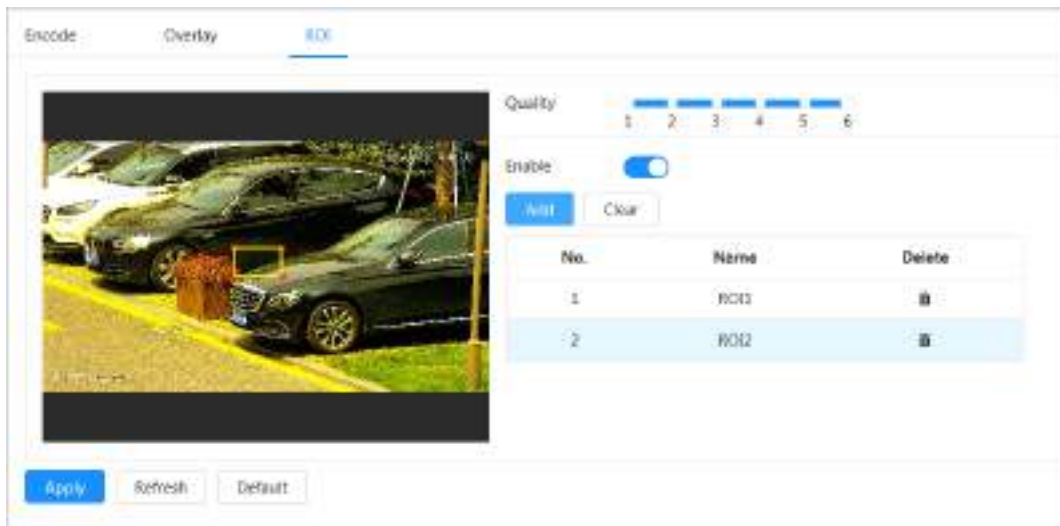 Encode Overlay ROI
Quality
1 2 3 4 5 6
Enable
Add Clear
No. Name Delete
1 ROI1
2 ROI2
Apply Refresh Default